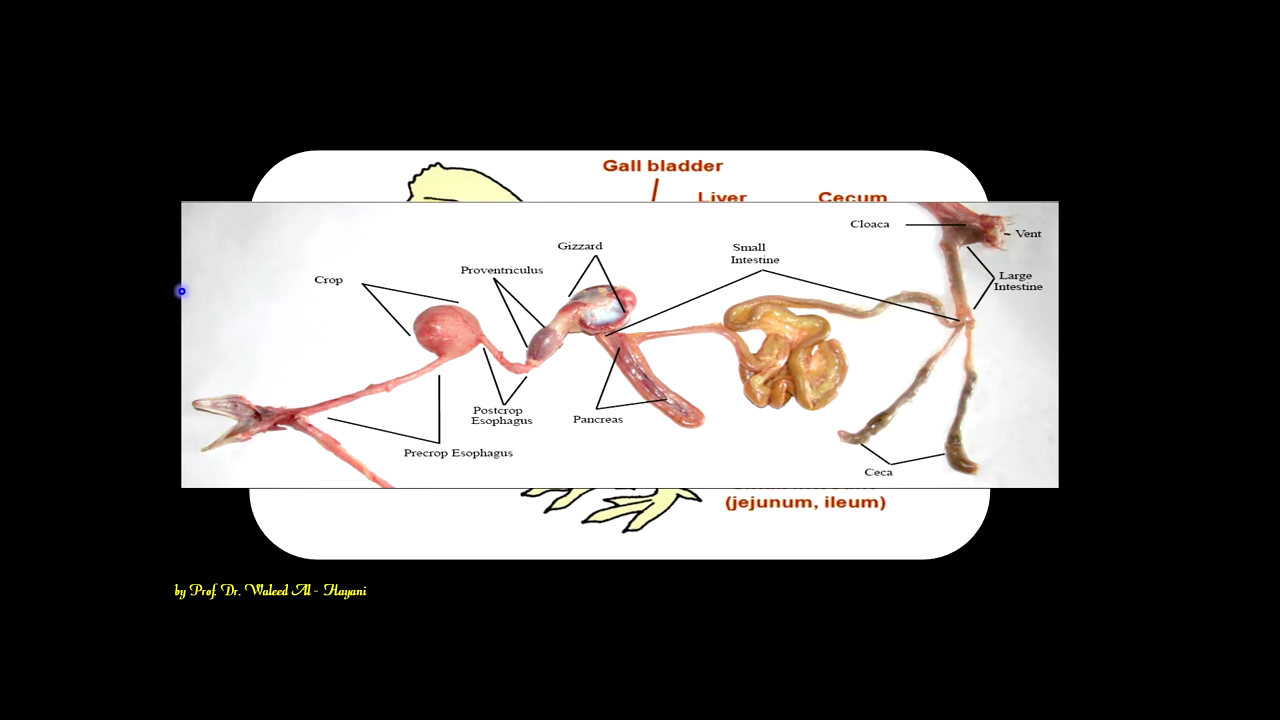 Gall bladder
Liver
Cecum
Cloaca
Vent
Gizzard
Small
Intestine
Proventriculus
Crop
Large
Intestine
Postcrop
Esophagus
Pancreas
Precrop Esophagus
Ceca
(jejunum, ileum)
by Prof. Dr. Waleed Al - Hayani